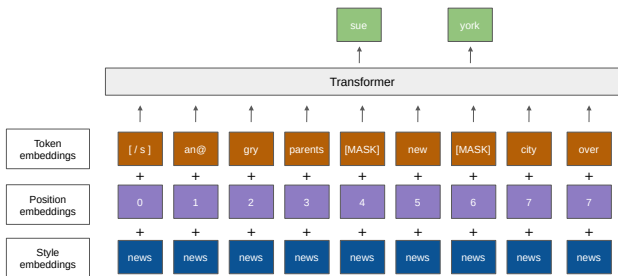 sue york
Transformer
Token
embeddings
[ / s ] an@ gry parents [MASK] new [MASK] city over
+ + + + + + + + +
Position
embeddings
0 1 2 3 4 5 6 7 7
+ + + + + + + + +
Style
embeddings
news news news news news news news news news